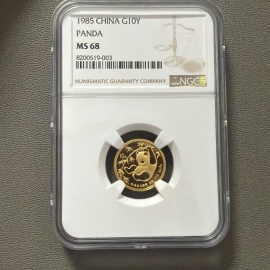 1985 CHINA G10Y
PANDA
MS 68
8200519-003
NUMISMATIC GUARANTY COMPANY
NGC